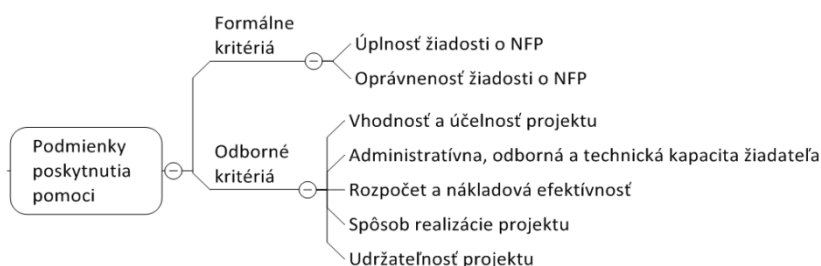 Podmienky
poskytnutia
pomoci
Formálne
kritériá
Úplnosť žiadosti o NFP
Oprávnenosť žiadosti o NFP
Odborné
kritériá
Vhodnosť a účelnosť projektu
Administratívna, odborná a technická kapacita žiadateľa
Rozpočet a nákladová efektívnosť
Spôsob realizácie projektu
Udržateľnosť projektu